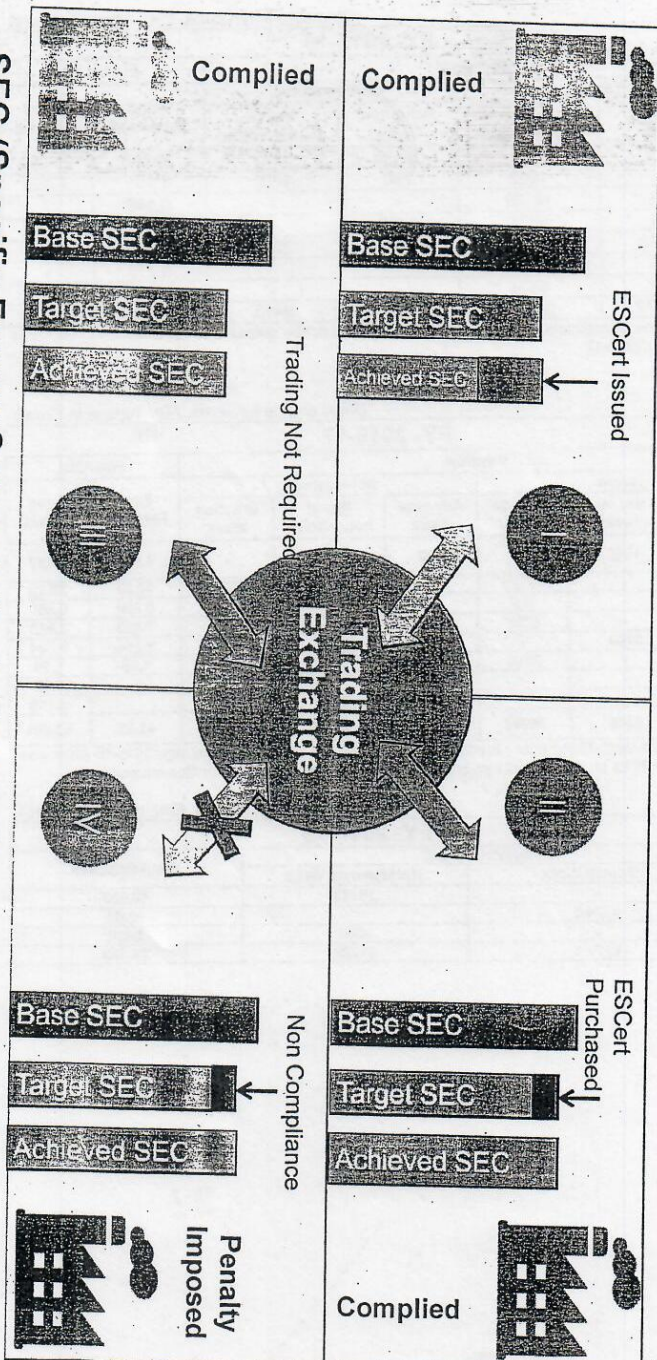 Complied
ESCert Issued
Base SEC
Target SEC
Achieved SEC
I
II
ESCert
Purchased
Base SEC
Target SEC
Achieved SEC
Complied
Trading
Exchange
Complied
Trading Not Required
Base SEC
Target SEC
Achieved SEC
III
IV
Non Compliance
Base SEC
Target SEC
Achieved SEC
Penalty
Imposed
SEC (Specific